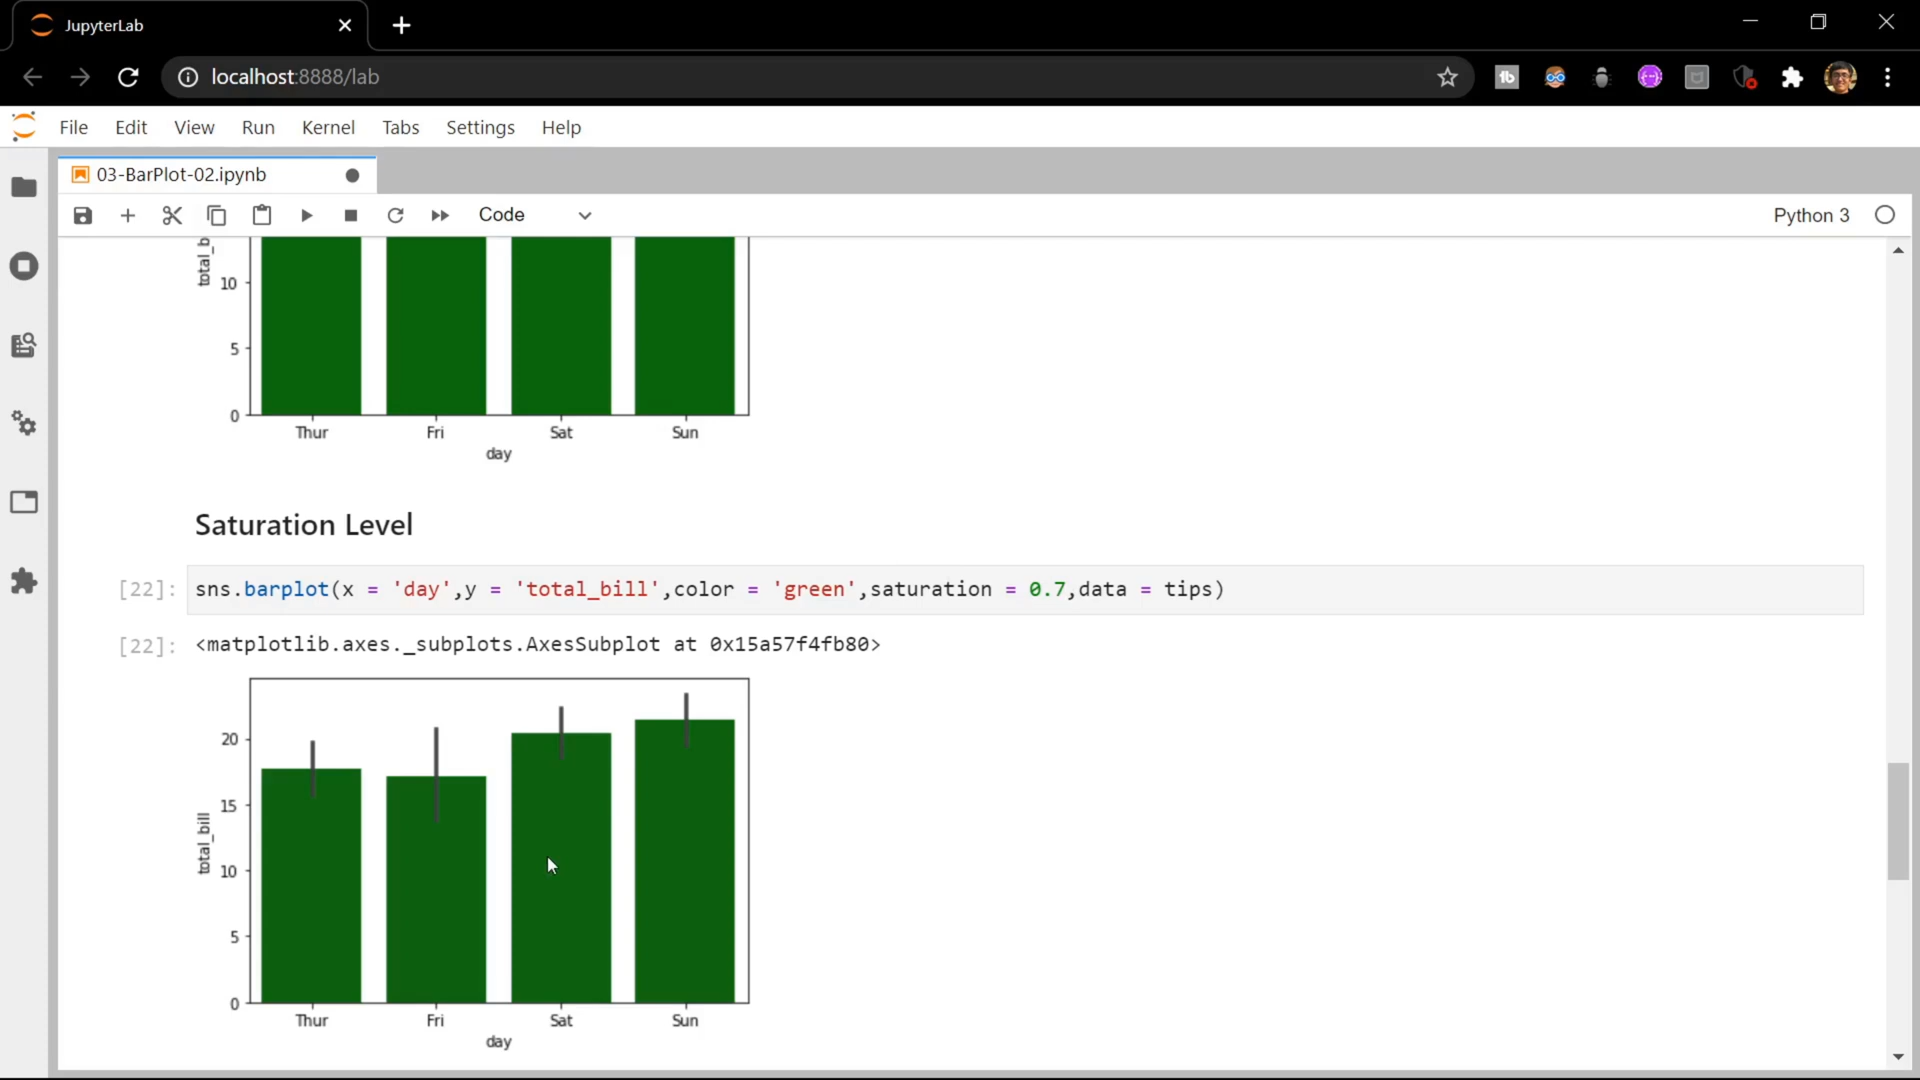 JupyterLab
localhost:8888/lab
File Edit View Run Kernel Tabs Settings Help
03-BarPlot-02.ipynb
Code
Python 3
10
5
0
Thur Fri Sat Sun
day
Saturation Level
[22]: sns.barplot(x = 'day',y = 'total_bill',color = 'green',saturation = 0.7,data = tips)
[22]: <matplotlib.axes._subplots.AxesSubplot at 0x15a57f4fb80>
20
15
total_bill
10
5
0
Thur Fri Sat Sun
day